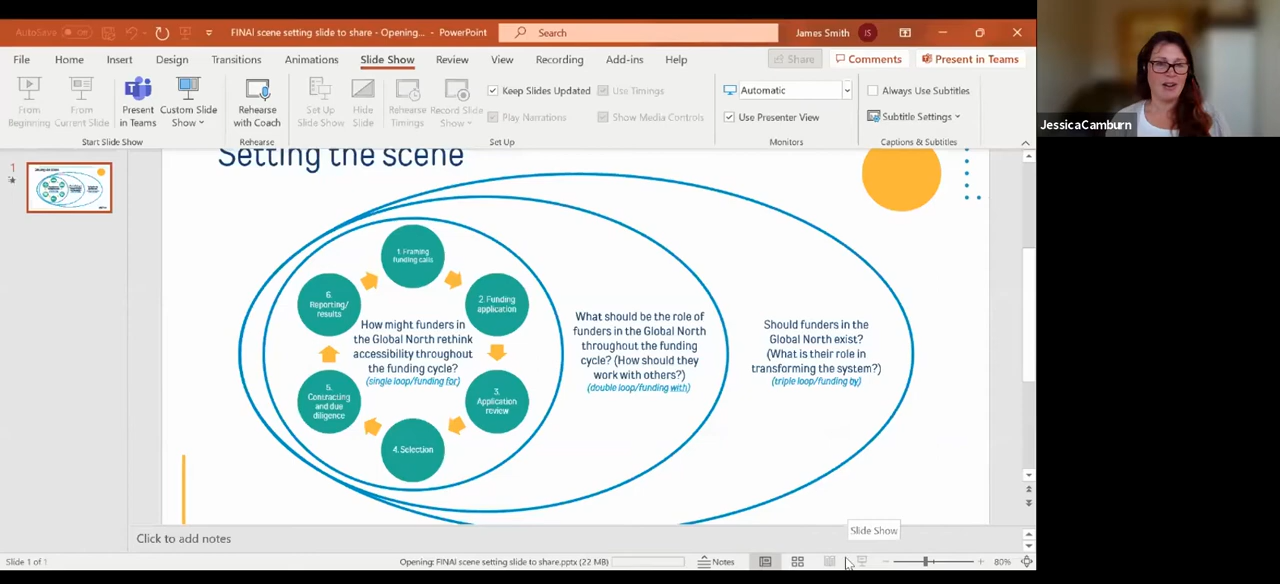 AutoSave
Off
FINAl scene setting slide to share - Opening... - PowerPoint
Search
James Smith
JS
File
Home
Insert
Design
Transitions
Animations
Slide Show
Review
View
Recording
Add-ins
Help
Share
Comments
Present in Teams
From
Beginning
From
Current Slide
Present
in Teams
Custom Slide
Show
Start Slide Show
Rehearse
with Coach
Rehearse
Set Up
Slide Show
Hide
Slide
Rehearse
Timings
Record Slide
Show
Keep Slides Updated
Play Narrations
Use Timings
Show Media Controls
Set Up
Automatic
Use Presenter View
Monitors
Always Use Subtitles
Subtitle Settings
Captions & Subtitles
JessicaCamburn
1
Setting the scene
1. Framing
funding calls
2. Funding
application
3.
Application
review
4. Selection
5.
Contracting
and due
diligence
6.
Reporting/
results
How might funders in
the Global North rethink
accessibility throughout
the funding cycle?
(single loop/funding for)
What should be the role of
funders in the Global North
throughout the funding
cycle? (How should they
work with others?)
(double loop/funding with)
Should funders in the
Global North exist?
(What is their role in
transforming the system?)
(triple loop/funding by)
Slide Show
Click to add notes
Slide 1 of 1
Opening: FINAl scene setting slide to share.pptx (22 MB)
Notes
80%